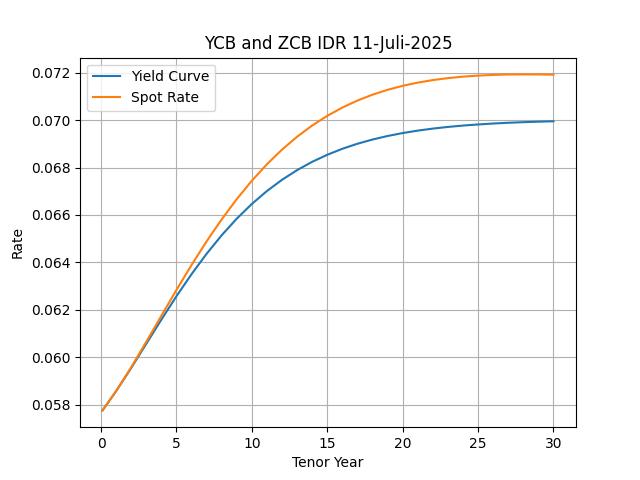 YCB and ZCB IDR 11-Juli-2025
Yield Curve
Spot Rate
0.072
0.070
0.068
0.066
0.064
0.062
0.060
0.058
Rate
0 5 10 15 20 25 30
Tenor Year